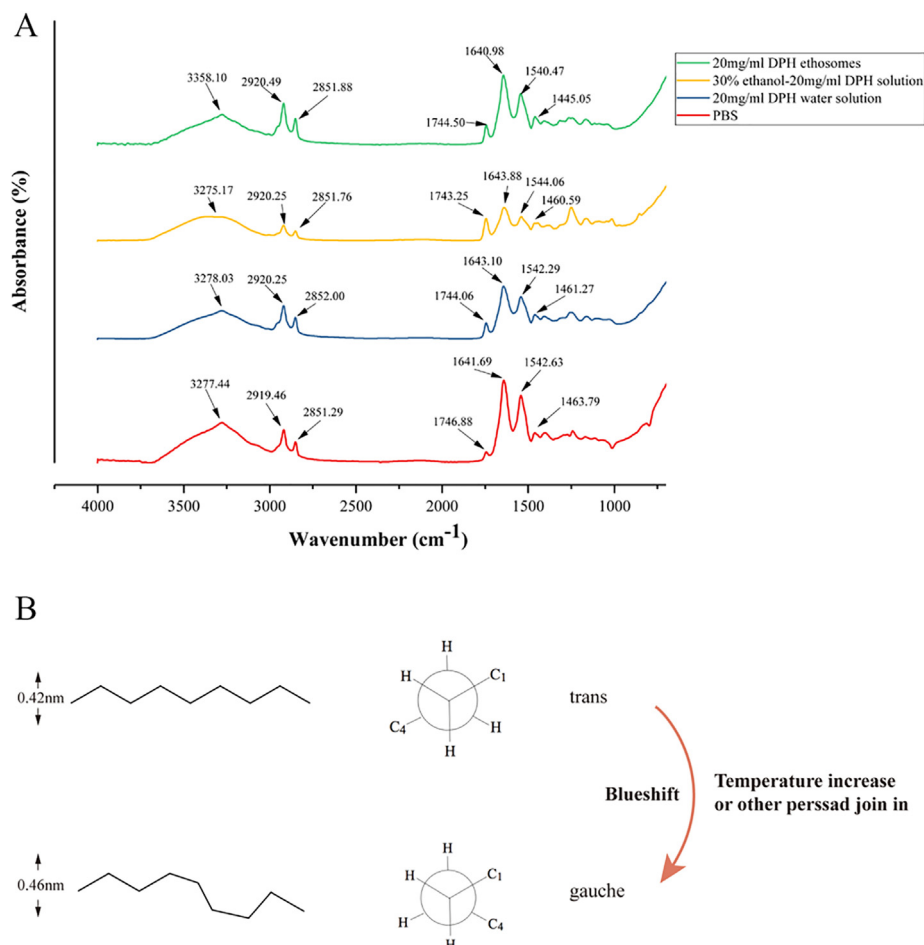 A
20mg/ml DPH ethosomes
30% ethanol-20mg/ml DPH solution
20mg/ml DPH water solution
PBS
3358.10
2920.49
2851.88
1744.50
1640.98
1540.47
1445.05
3275.17
2920.25
2851.76
1743.25
1643.88
1544.06
1460.59
3278.03
2920.25
2852.00
1744.06
1643.10
1542.29
1461.27
3277.44
2919.46
2851.29
1746.88
1641.69
1542.63
1463.79
Absorbance (%)
4000 3500 3000 2500 2000 1500 1000
Wavenumber (cm-1)
B
0.42nm
H
H C1
C4 H
H
trans
Blueshift
Temperature increase
or other perssad join in
0.46nm
H
H C1
H C4
H
gauche